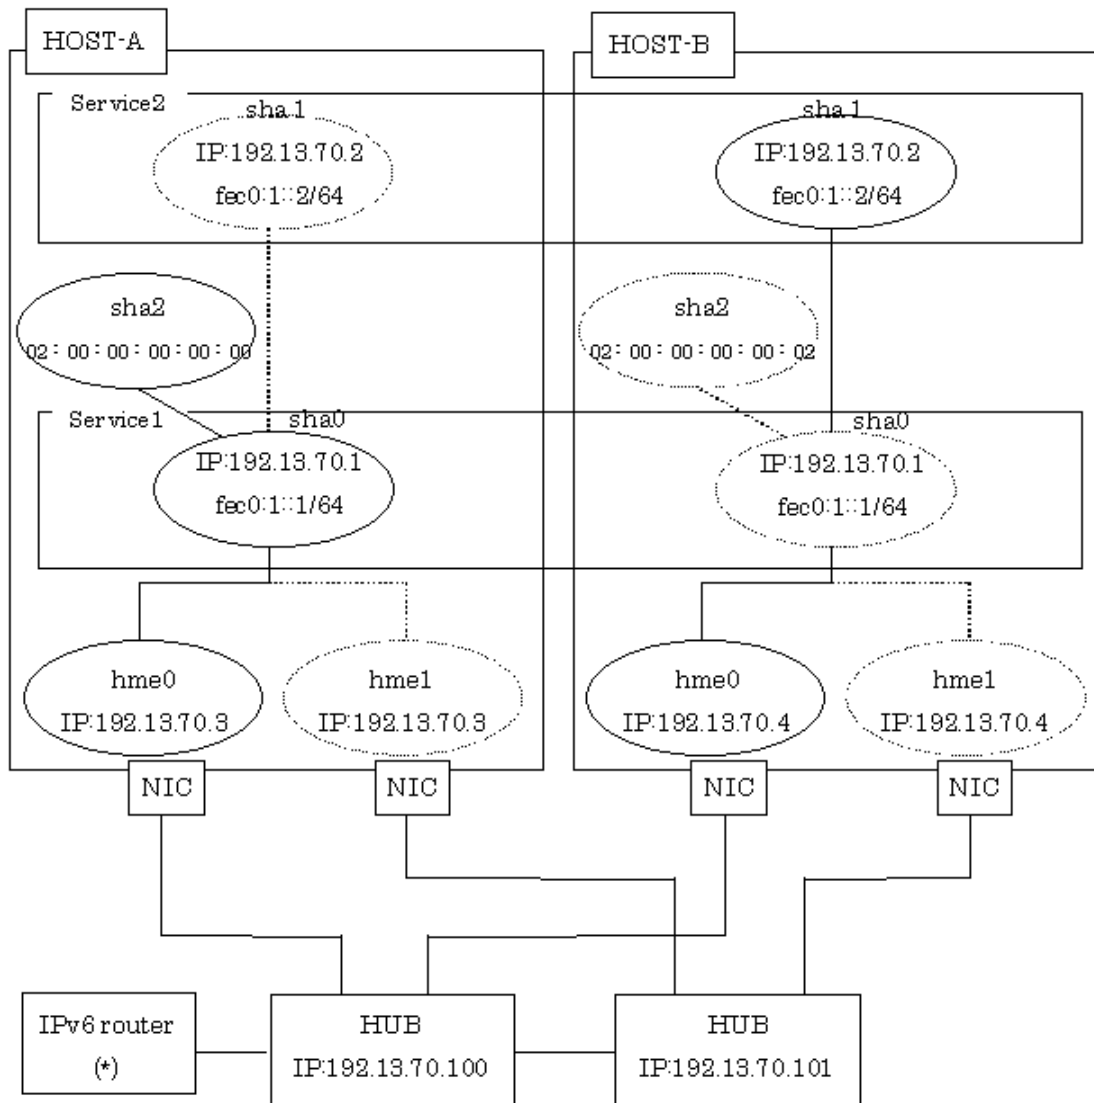 HOST-A
HOST-B
Service2
sha1
IP:192.13.70.2
fec0:1::2/64
sha1
IP:192.13.70.2
fec0:1::2/64
sha2
02:00:00:00:00:00
sha2
02:00:00:00:00:02
Service1
sha0
IP:192.13.70.1
fec0:1::1/64
sha0
IP:192.13.70.1
fec0:1::1/64
hme0
IP:192.13.70.3
hme1
IP:192.13.70.3
hme0
IP:192.13.70.4
hme1
IP:192.13.70.4
NIC
NIC
NIC
NIC
IPv6 router
(*)
HUB
IP:192.13.70.100
HUB
IP:192.13.70.101